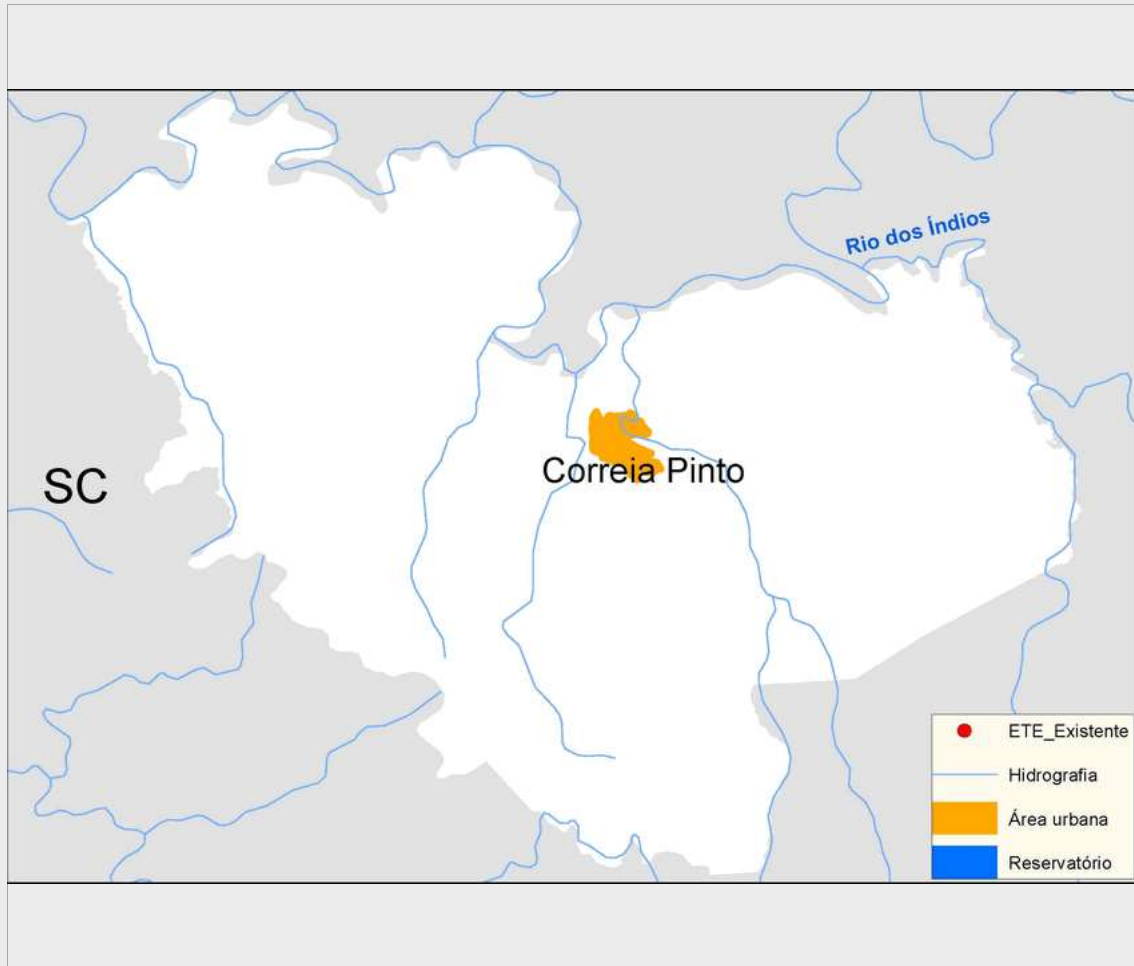 Rio dos Índios
SC
Correia Pinto
ETE_Existente
Hidrografia
Área urbana
Reservatório